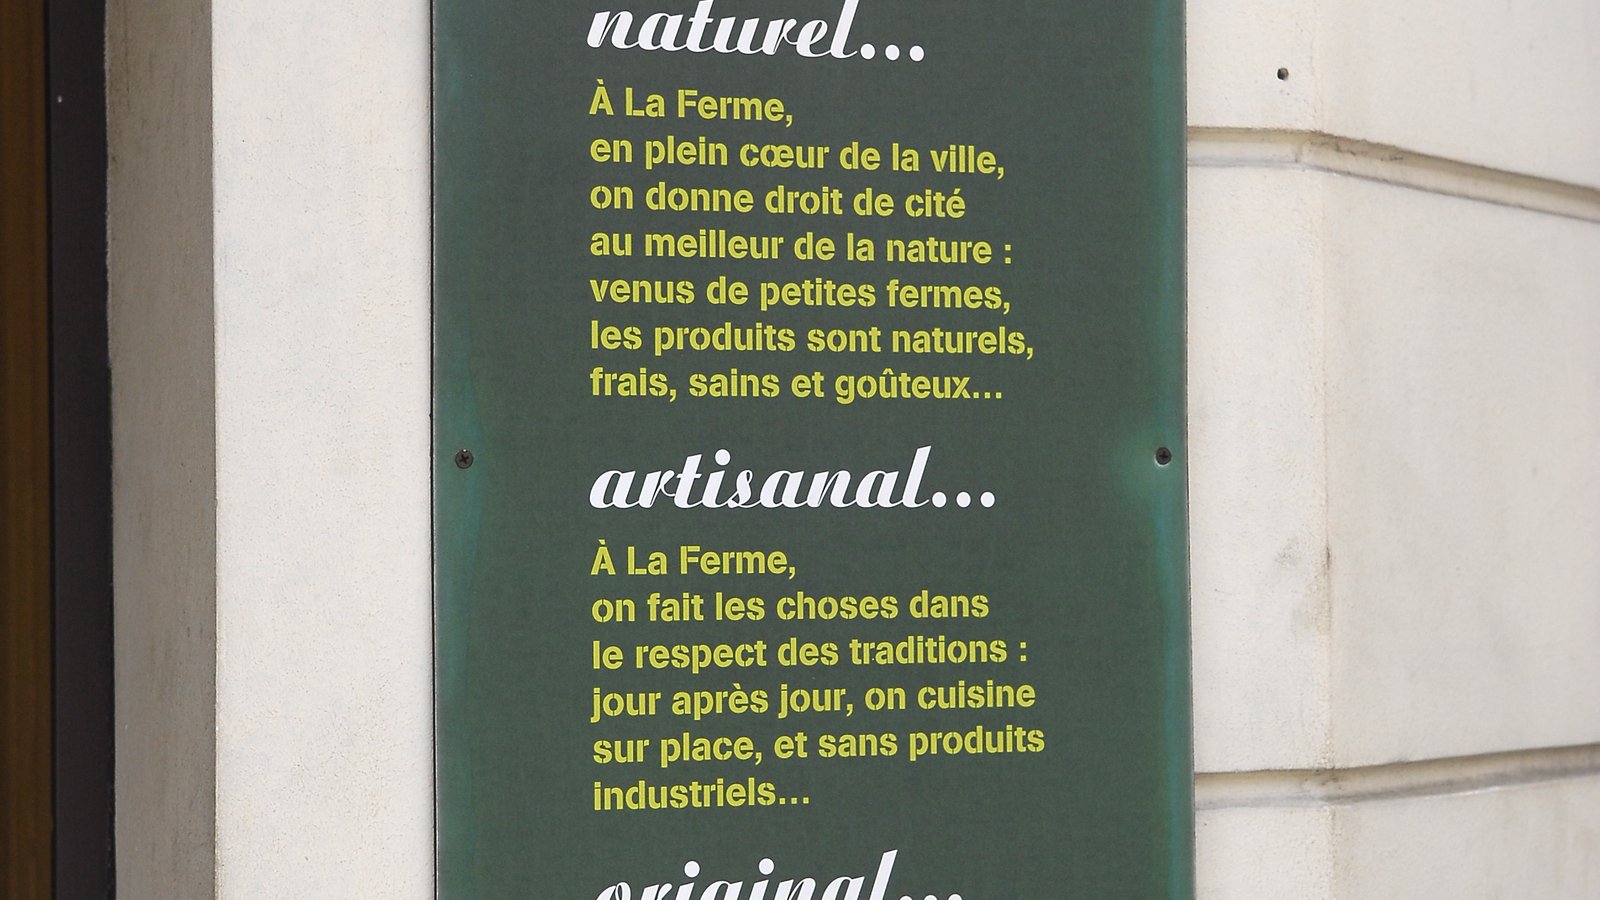 naturel...
À La Ferme,
en plein cœur de la ville,
on donne droit de cité
au meilleur de la nature :
venus de petites fermes,
les produits sont naturels,
frais, sains et goûteux...
artisanal...
À La Ferme,
on fait les choses dans
le respect des traditions :
jour après jour, on cuisine
sur place, et sans produits
industriels...
original...